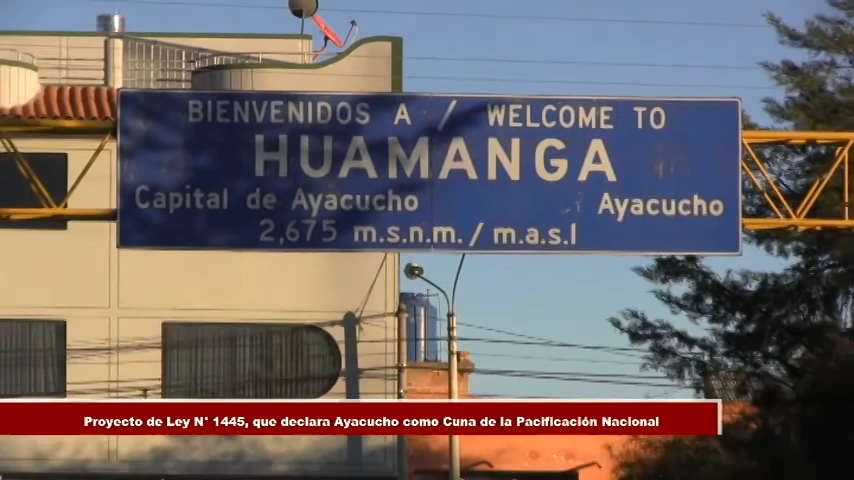 BIENVENIDOS A / WELCOME TO
HUAMANGA
Capital de Ayacucho Ayacucho
2,675 m.s.n.m. / m.a.s.l
Proyecto de Ley N° 1445, que declara Ayacucho como Cuna de la Pacificación Nacional